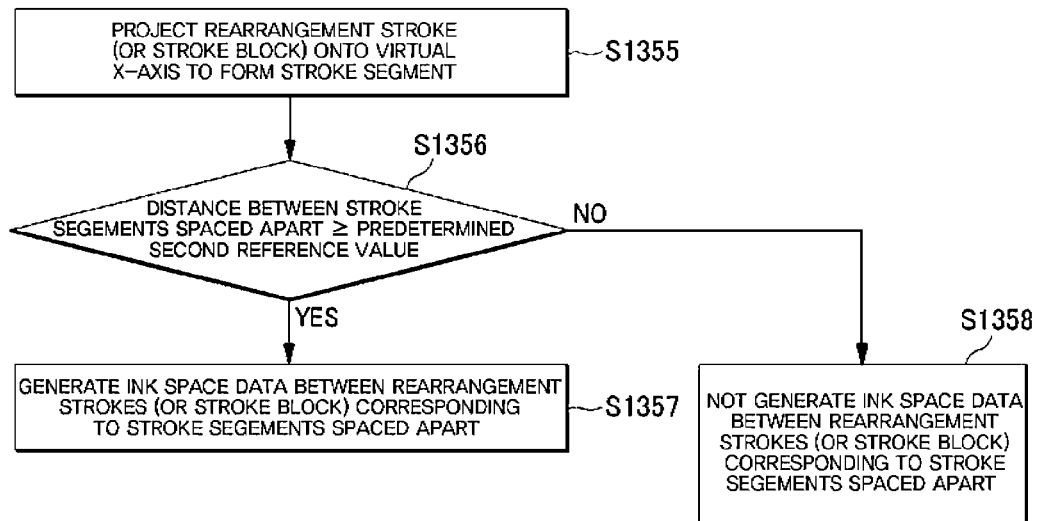 PROJECT REARRANGEMENT STROKE
(OR STROKE BLOCK) ONTO VIRTUAL
X-AXIS TO FORM STROKE SEGMENT
S1355
S1356
DISTANCE BETWEEN STROKE
SEGEMENTS SPACED APART ≥ PREDETERMINED
SECOND REFERENCE VALUE
NO
YES
GENERATE INK SPACE DATA BETWEEN REARRANGEMENT
STROKES (OR STROKE BLOCK) CORRESPONDING
TO STROKE SEGEMENTS SPACED APART
S1357
S1358
NOT GENERATE INK SPACE DATA
BETWEEN REARRANGEMENT
STROKES (OR STROKE BLOCK)
CORRESPONDING TO STROKE
SEGEMENTS SPACED APART